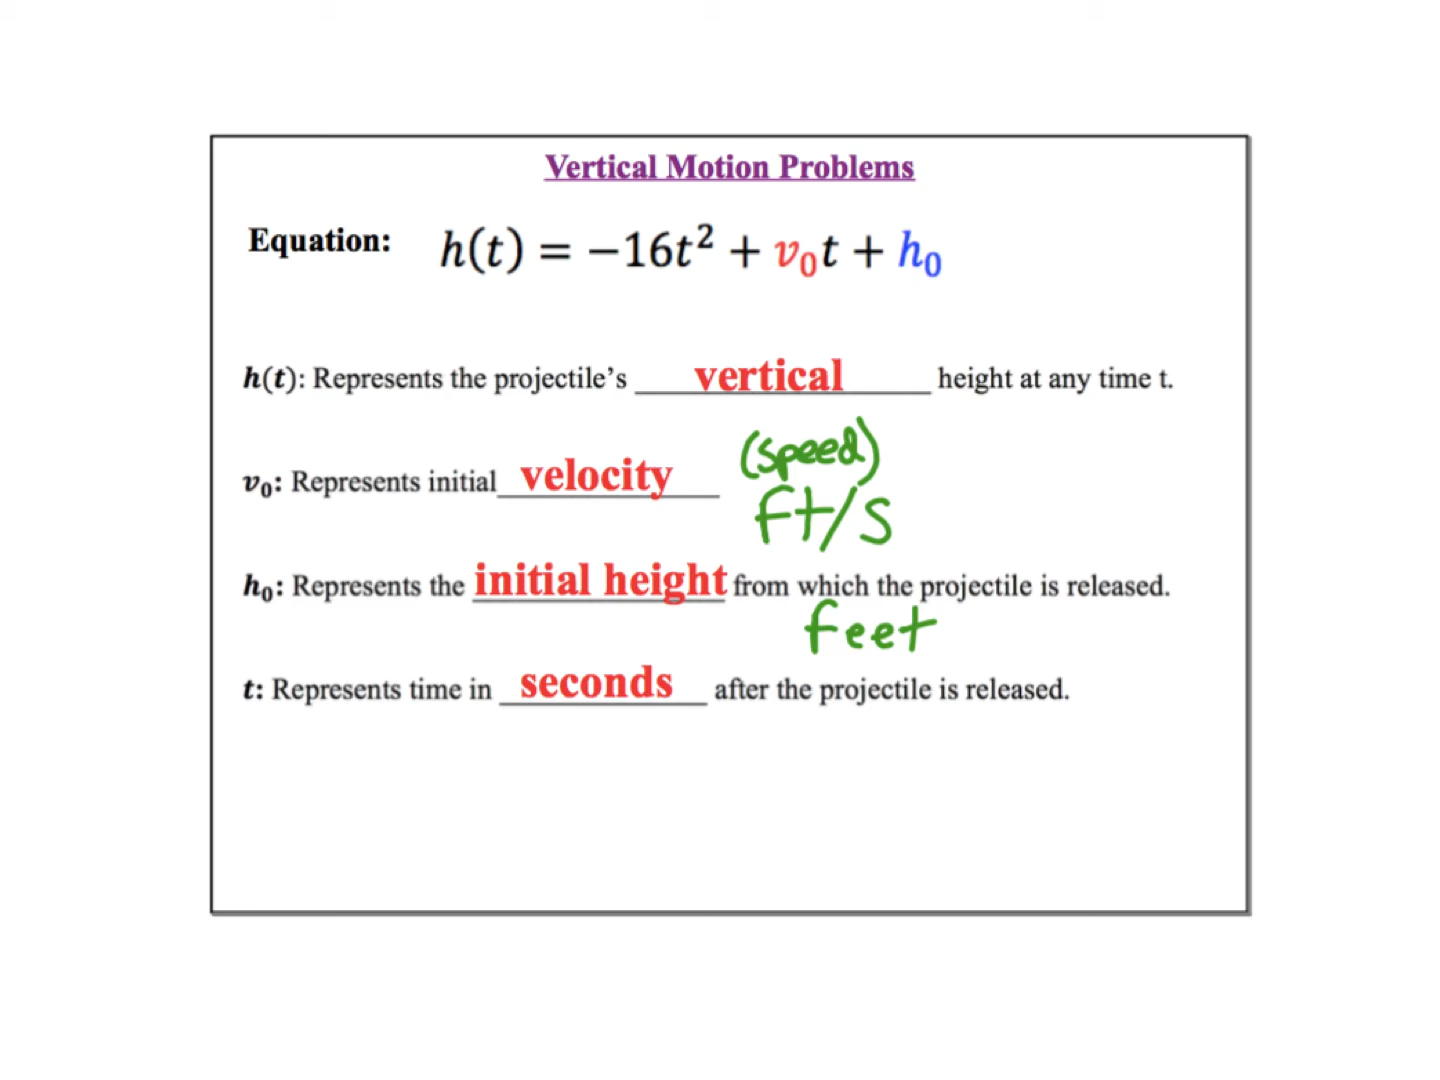 Vertical Motion Problems
Equation: h(t) = −16t² + v₀t + h₀
h(t): Represents the projectile’s vertical height at any time t.
(speed)
v₀: Represents initial velocity
ft/s
h₀: Represents the initial height from which the projectile is released.
feet
t: Represents time in seconds after the projectile is released.